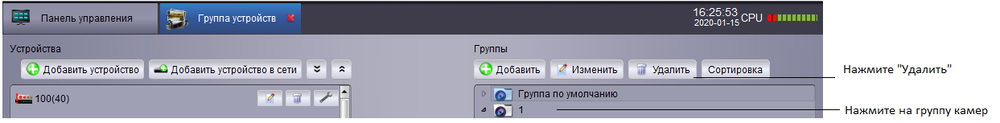 Панель управления
Группа устройств
16:25:53
2020-01-15
CPU
Устройства
Группы
Добавить устройство
Добавить устройство в сети
Добавить
Изменить
Удалить
Сортировка
Нажмите "Удалить"
100(40)
Группа по умолчанию
1
Нажмите на группу камер